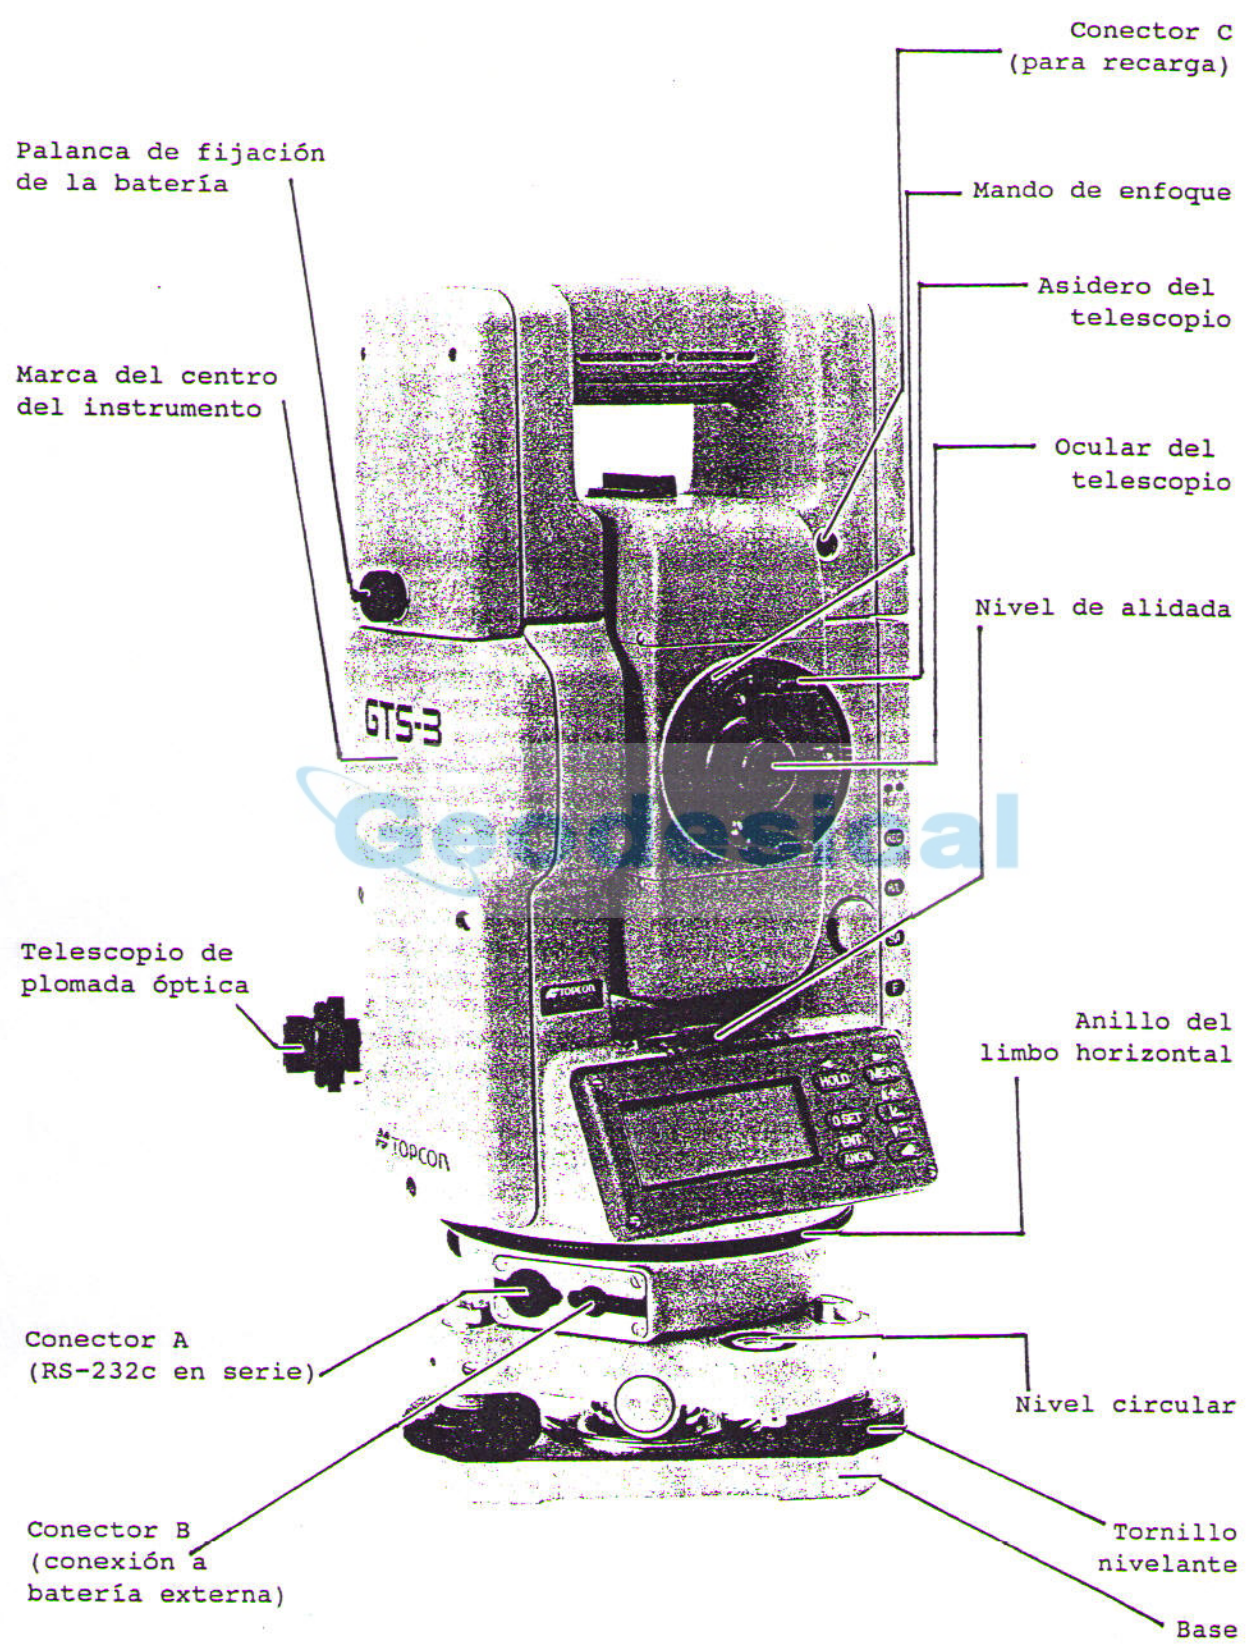 Conector C
(para recarga)
Palanca de fijación
de la batería
Mando de enfoque
Asidero del
telescopio
Marca del centro
del instrumento
Ocular del
telescopio
Nivel de alidada
GTS-3
Geodesical
REC
F
Telescopio de
plomada óptica
TOPCON
Anillo del
limbo horizontal
HOLD
MEAS
0 SET
ENT
TOPCON
Conector A
(RS-232c en serie)
Nivel circular
Conector B
(conexión a
batería externa)
Tornillo
nivelante
Base